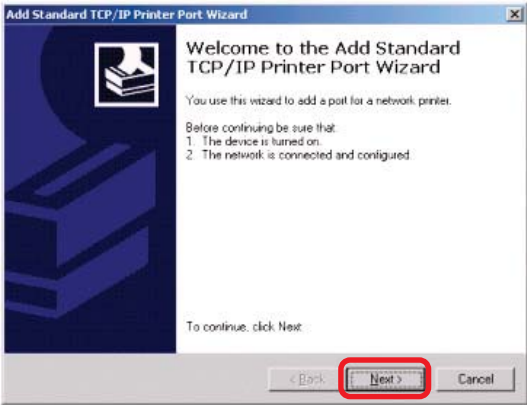 Add Standard TCP/IP Printer Port Wizard
Welcome to the Add Standard
TCP/IP Printer Port Wizard
You use this wizard to add a port for a network printer.
Before continuing be sure that:
1. The device is turned on.
2. The network is connected and configured.
To continue, click Next.
< Back
Next >
Cancel